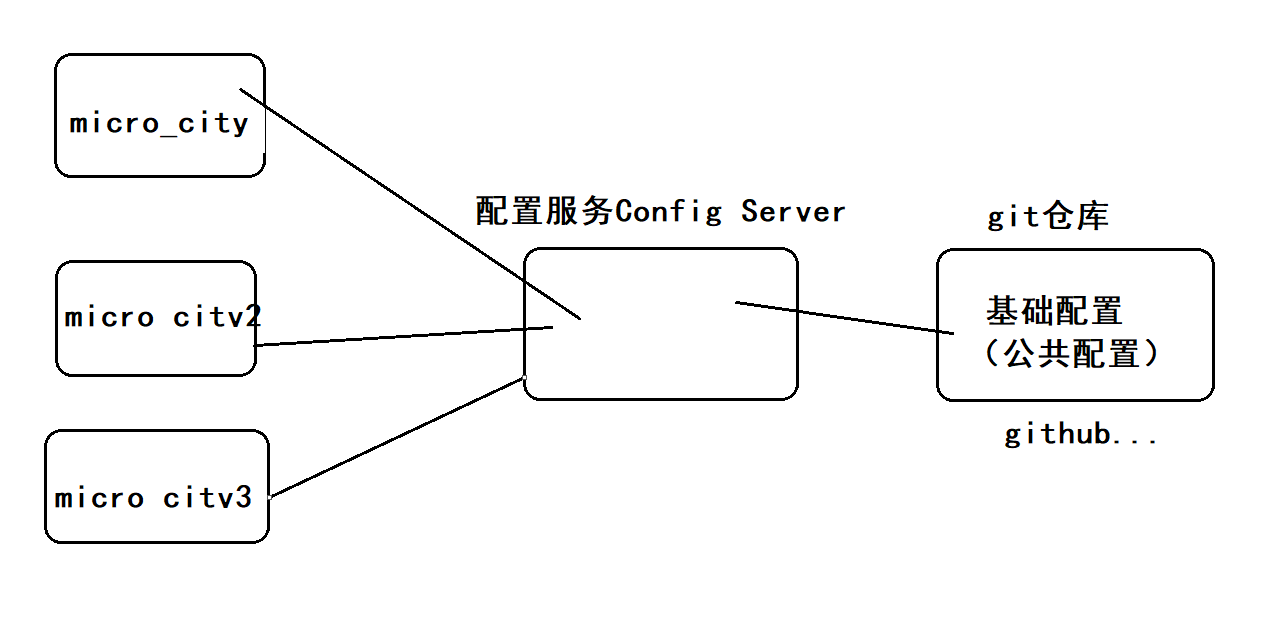 micro_city
配置服务Config Server
git仓库
micro citv2
基础配置
（公共配置）
github...
micro citv3